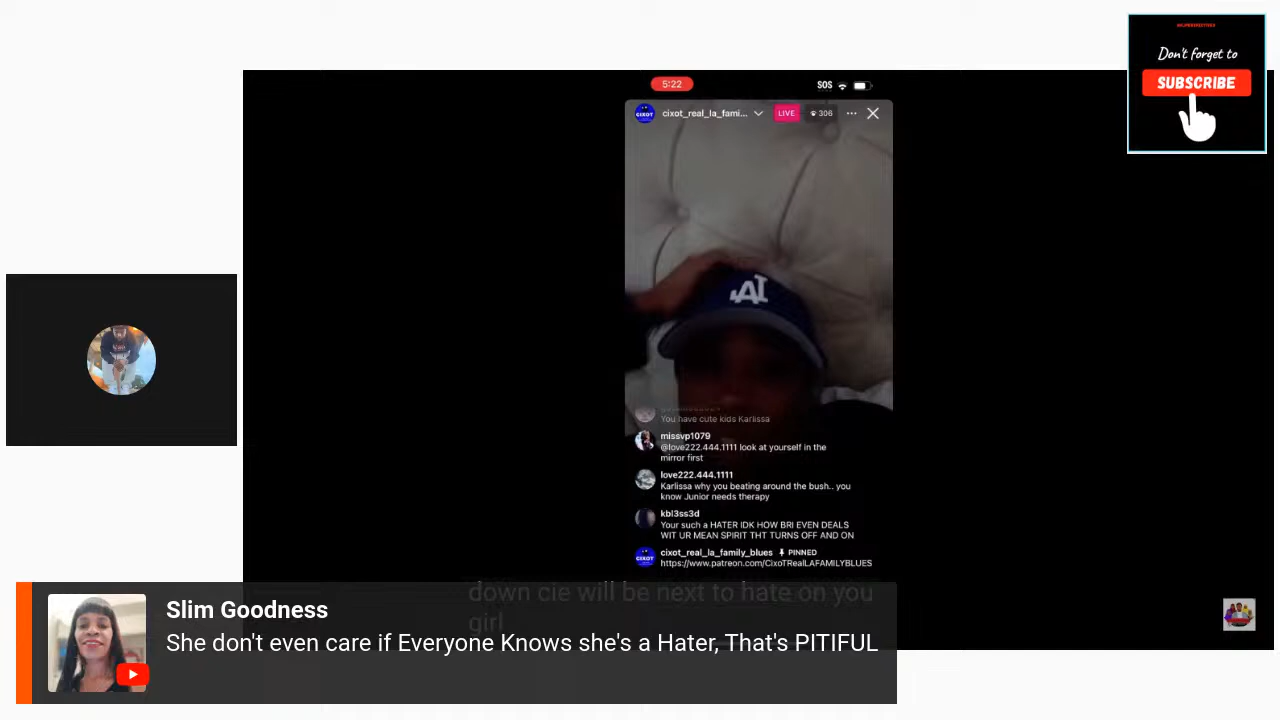 Don't forget to
SUBSCRIBE
5:22
SOS
CIXOT
cixot_real_la_fami...
LIVE
306
You have cute kids Karlissa
missvp1079
@love222.444.1111 look at yourself in the
mirror first
love222.444.1111
Karlissa why you beating around the bush.. you
know Junior needs therapy
kbl3ss3d
Your such a HATER IDK HOW BRI EVEN DEALS
WIT UR MEAN SPIRIT THT TURNS OFF AND ON
CIXOT
cixot_real_la_family_blues PINNED
https://www.patreon.com/CixoTRealLAFAMILYBLUES
down cie will be next to hate on you
girl
Slim Goodness
She don't even care if Everyone Knows she's a Hater, That's PITIFUL